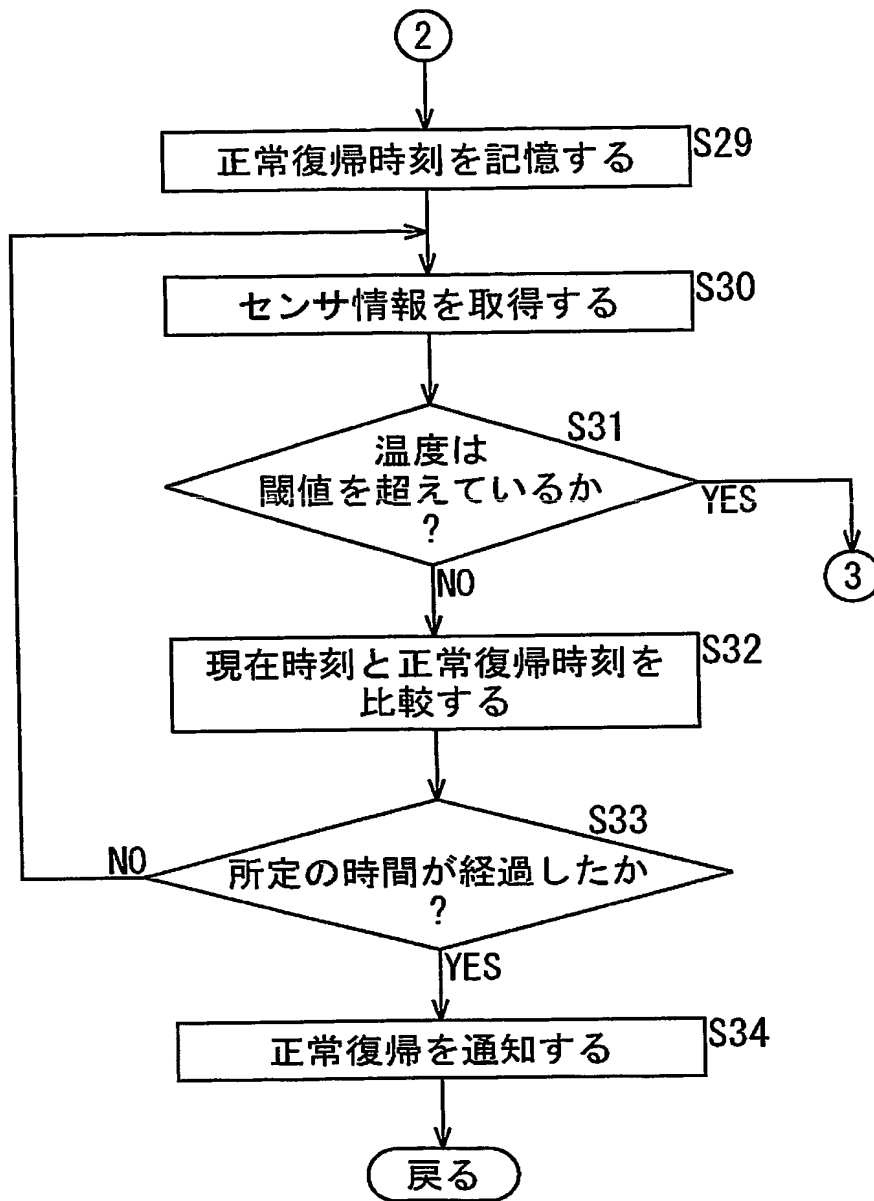 2
正常復帰時刻を記憶する
S29
センサ情報を取得する
S30
S31
温度は
閾値を超えているか
?
YES
3
NO
現在時刻と正常復帰時刻を
比較する
S32
S33
NO
所定の時間が経過したか
?
YES
正常復帰を通知する
S34
戻る